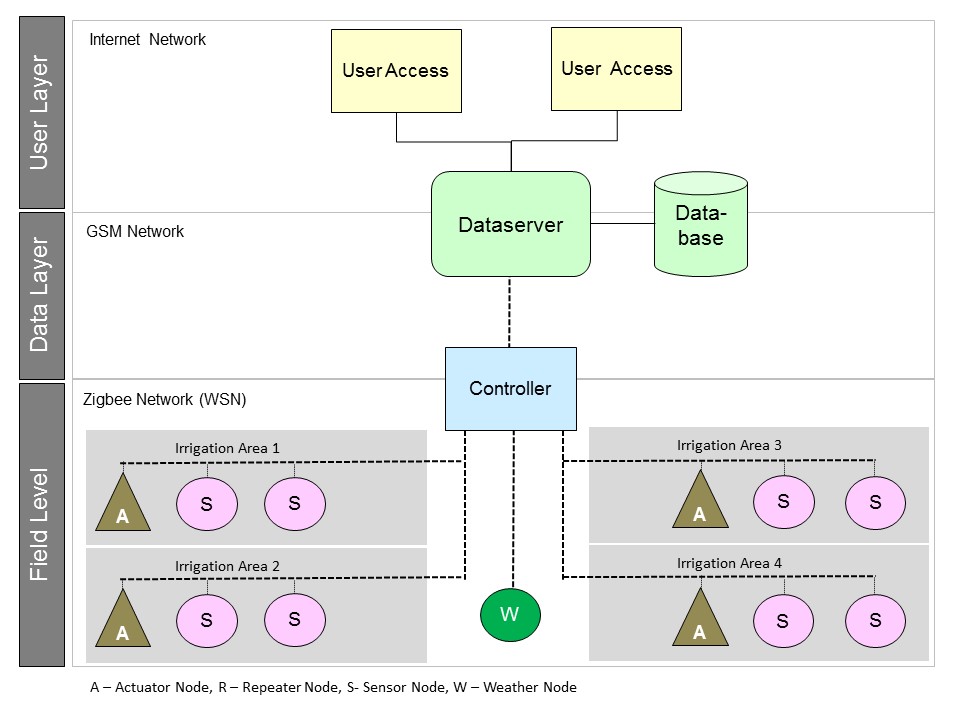 User Layer
Internet Network
User Access
User Access
Dataserver
Data-
base
Data Layer
GSM Network
Controller
Field Level
Zigbee Network (WSN)
Irrigation Area 1
A
S
S
Irrigation Area 2
A
S
S
W
Irrigation Area 3
A
S
S
Irrigation Area 4
A
S
S
A – Actuator Node, R – Repeater Node, S- Sensor Node, W – Weather Node